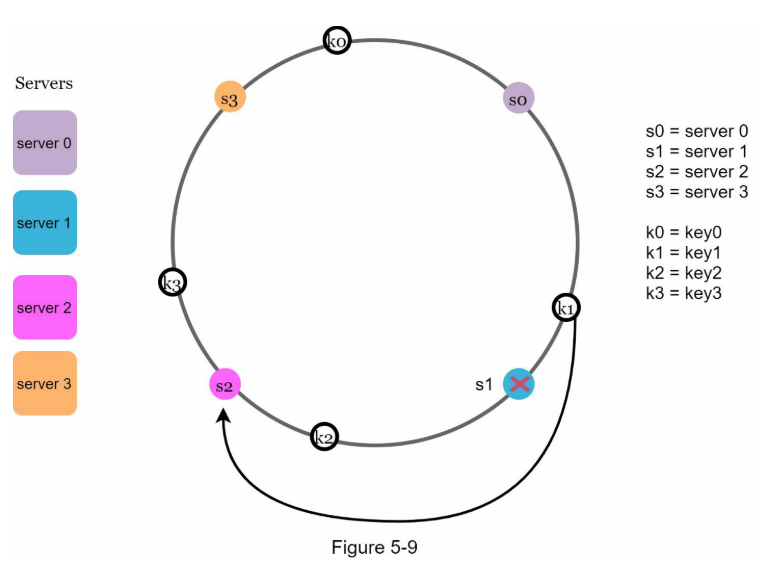 k0
Servers
s3
s0
server 0
s0 = server 0
s1 = server 1
s2 = server 2
s3 = server 3
server 1
k0 = key0
k1 = key1
k2 = key2
k3 = key3
k3
k1
server 2
s2
s1
server 3
k2
Figure 5-9